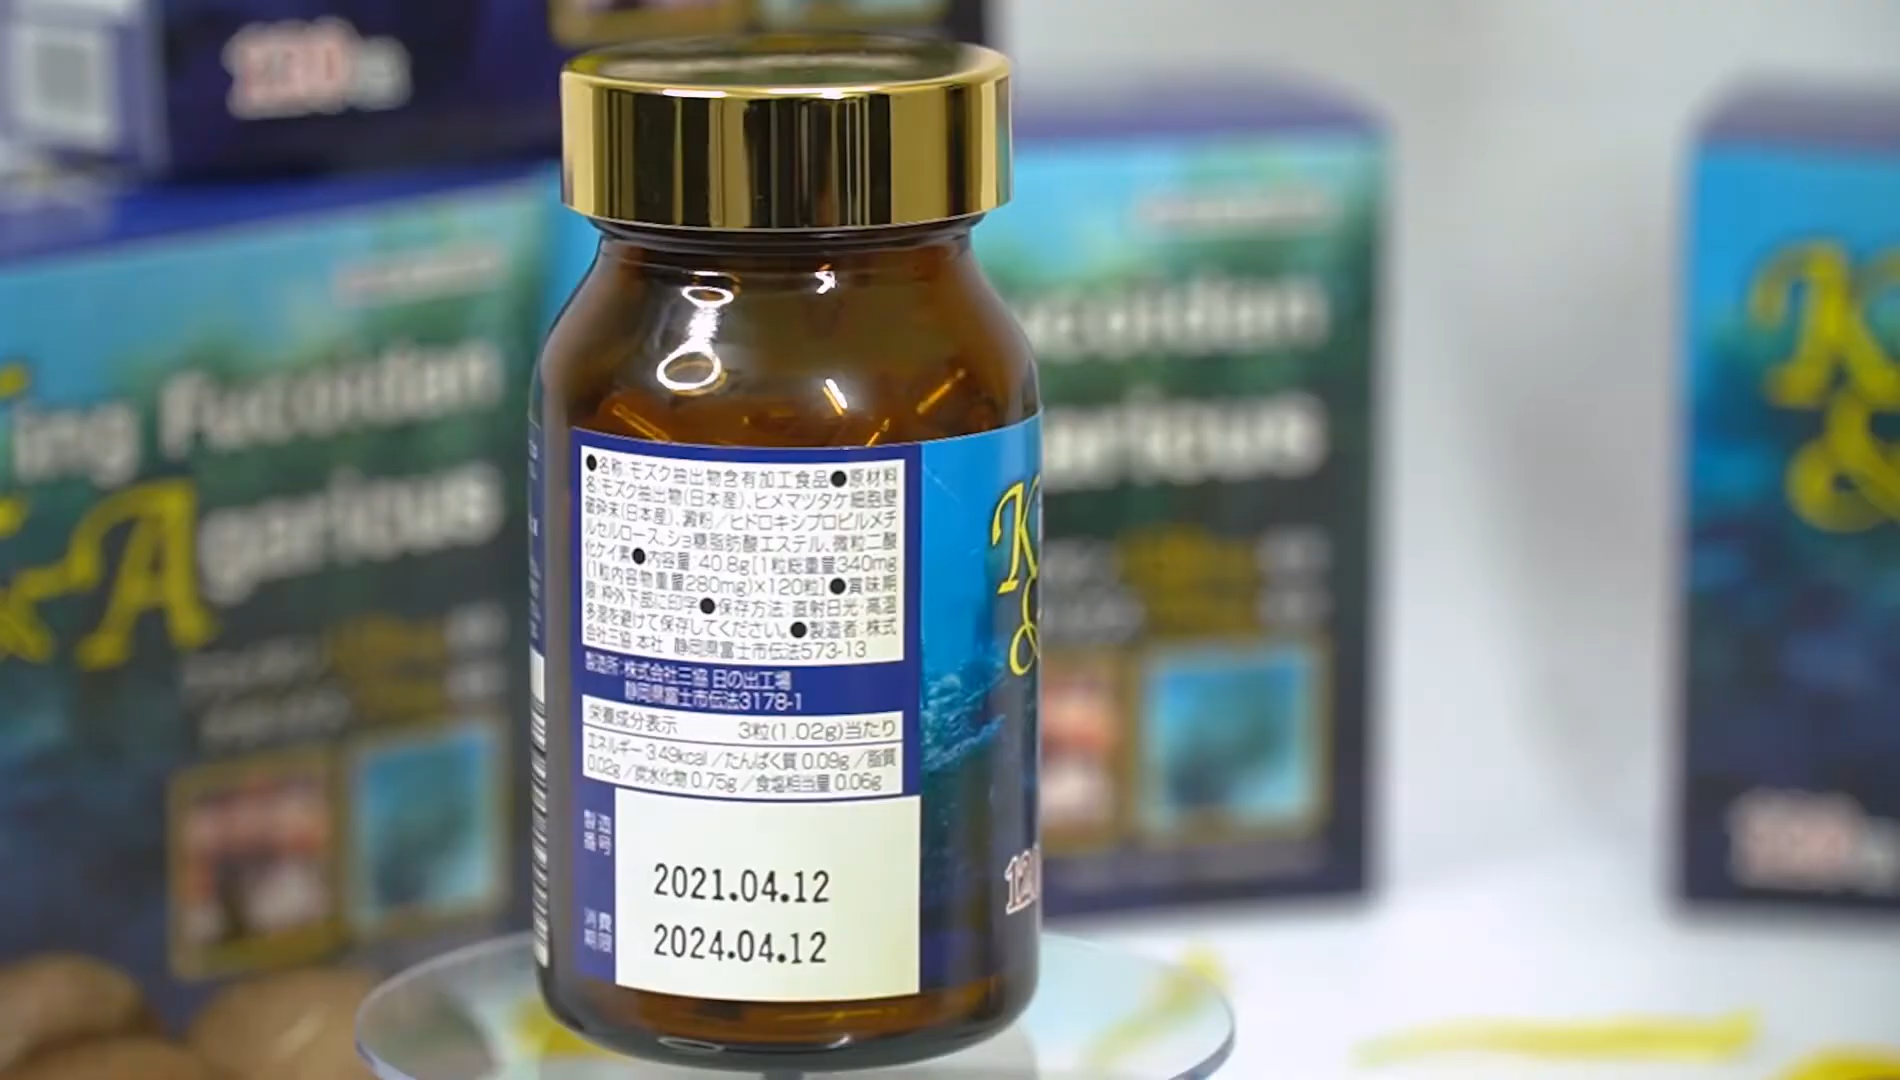 ●名称:モズク抽出物含有加工食品●原材料
名:モズク抽出物(日本産)、ヒメマツタケ細胞壁
破砕末(日本産)、澱粉/ヒドロキシプロピルメチ
ルセルロース、ショ糖脂肪酸エステル、微粒二酸
化ケイ素●内容量:40.8g[1粒総重量340mg
(1粒内容物重量280mg)×120粒]●賞味期
限:枠外下部に印字●保存方法:直射日光・高温
多湿を避けて保存してください。●製造者:株式
会社三協 本社 静岡県富士市伝法573-13
製造所:株式会社三協 日の出工場
静岡県富士市伝法3178-1
栄養成分表示 3粒(1.02g)当たり
エネルギー 3.49kcal/たんぱく質 0.09g/脂質
0.02g/炭水化物 0.75g/食塩相当量 0.06g
製造
番号
2021.04.12
消費
期限
2024.04.12
K
&
12
ing Fucoidan
& Agaricus
ucoidan
aricus
K
&